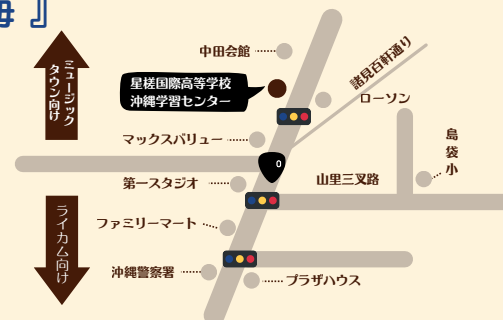 』
中田会館
諸見百軒通り
星槎国際高等学校
沖縄学習センター
ローソン
ミュージック
タウン向け
マックスバリュー
島袋小
第一スタジオ
山里三叉路
ファミリーマート
ライカム向け
沖縄警察署
プラザハウス